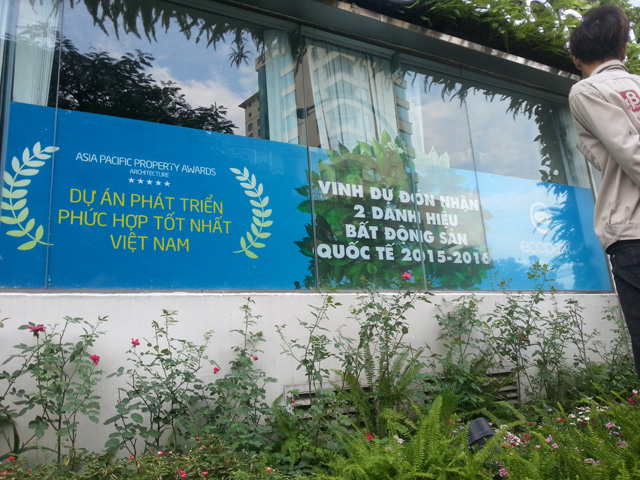 ASIA PACIFIC PROPERTY AWARDS
ARCHITECTURE
★★★★★
DỰ ÁN PHÁT TRIỂN
PHỨC HỢP TỐT NHẤT
VIỆT NAM
VINH DỰ ĐÓN NHẬN
2 DANH HIỆU
BẤT ĐỘNG SẢN
QUỐC TẾ 2015-2016